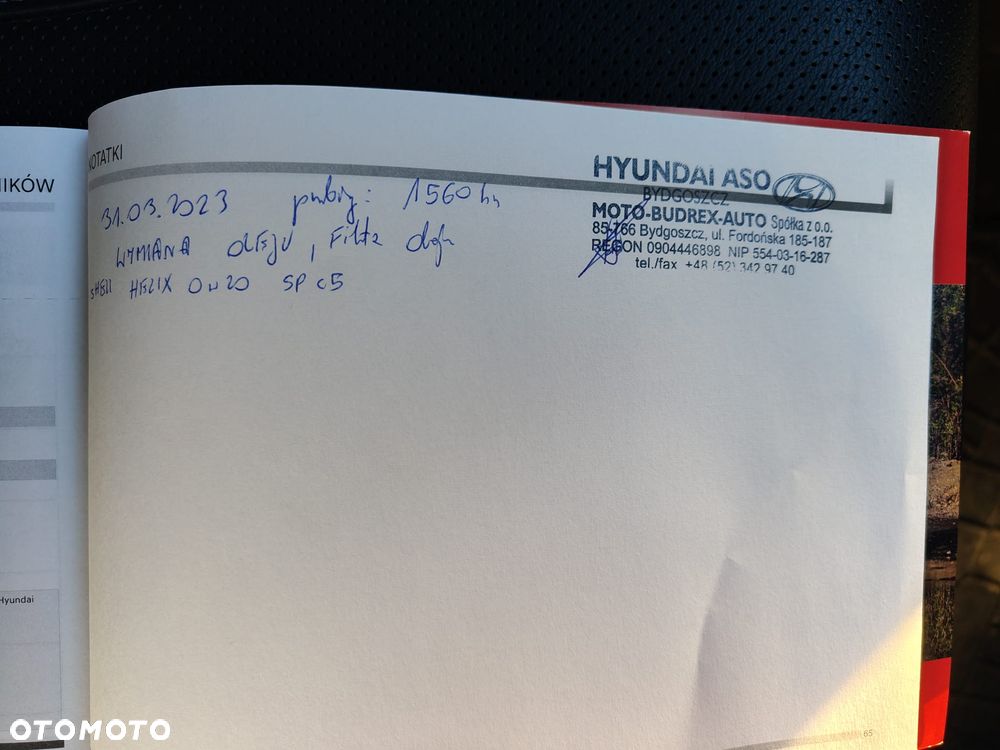 NIKÓW
Hyundai
NOTATKI
31.03.2023 przebieg: 1560 km
WYMIANA OLEJU, Filtr oleju
SHELL HELIX 0W20 SP C5
HYUNDAI ASO
BYDGOSZCZ
MOTO-BUDREX-AUTO Spółka z o.o.
85-766 Bydgoszcz, ul. Fordońska 185-187
REGON 0904446898 NIP 554-03-16-287
tel./fax +48 (52) 342 97 40
65
OTOMOTO